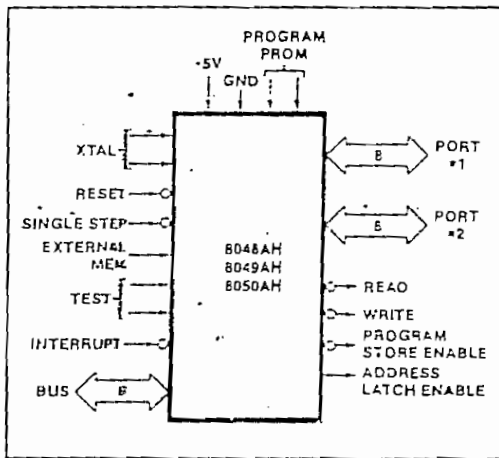 PROGRAM
PROM
+5V
GND
XTAL
RESET
SINGLE STEP
EXTERNAL
MEM
TEST
INTERRUPT
BUS
8
8048AH
8049AH
8050AH
8
PORT
#1
8
PORT
#2
READ
WRITE
PROGRAM
STORE ENABLE
ADDRESS
LATCH ENABLE